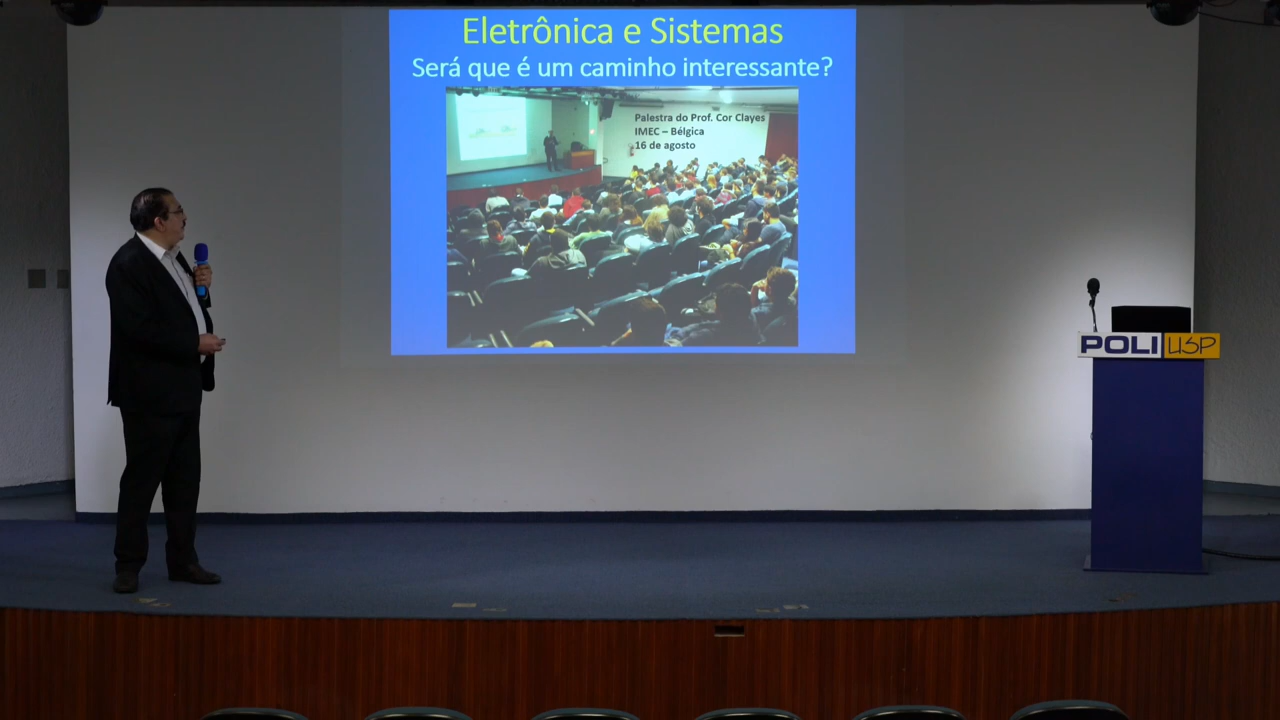 Eletrônica e Sistemas
Será que é um caminho interessante?
Palestra do Prof. Cor Clayes
IMEC – Bélgica
16 de agosto
POLI USP